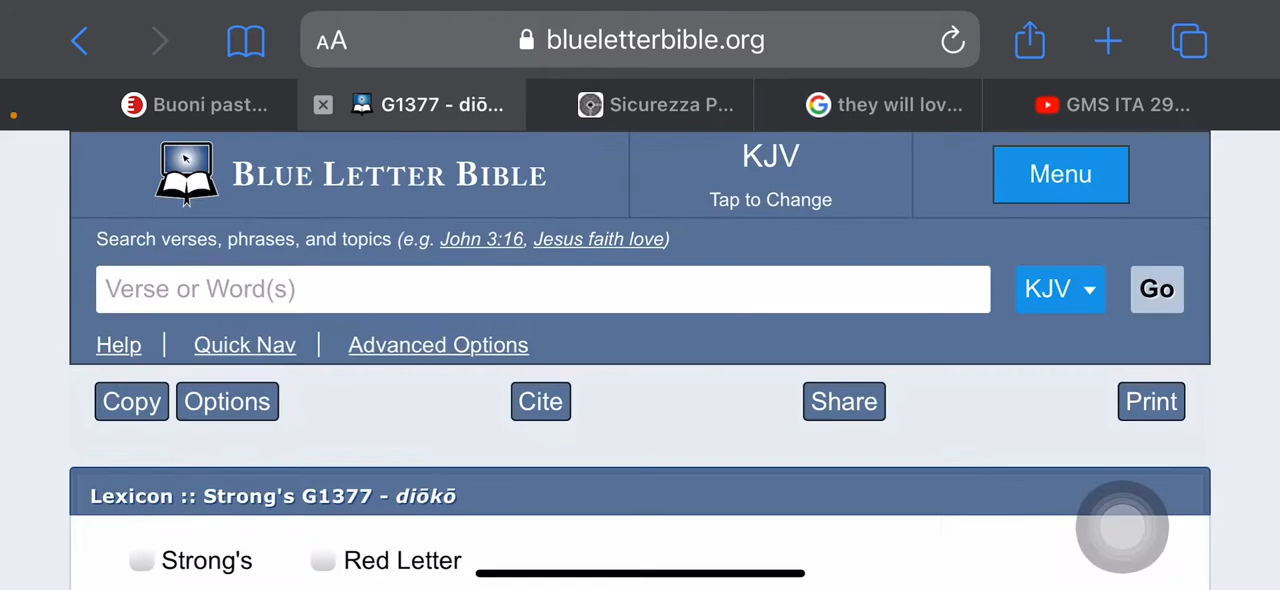 AA blueletterbible.org
Buoni past... G1377 - diō... Sicurezza P... they will lov... GMS ITA 29...
BLUE LETTER BIBLE KJV Menu
Tap to Change
Search verses, phrases, and topics (e.g. John 3:16, Jesus faith love)
Verse or Word(s) KJV Go
Help | Quick Nav | Advanced Options
Copy Options Cite Share Print
Lexicon :: Strong's G1377 - diōkō
Strong's Red Letter